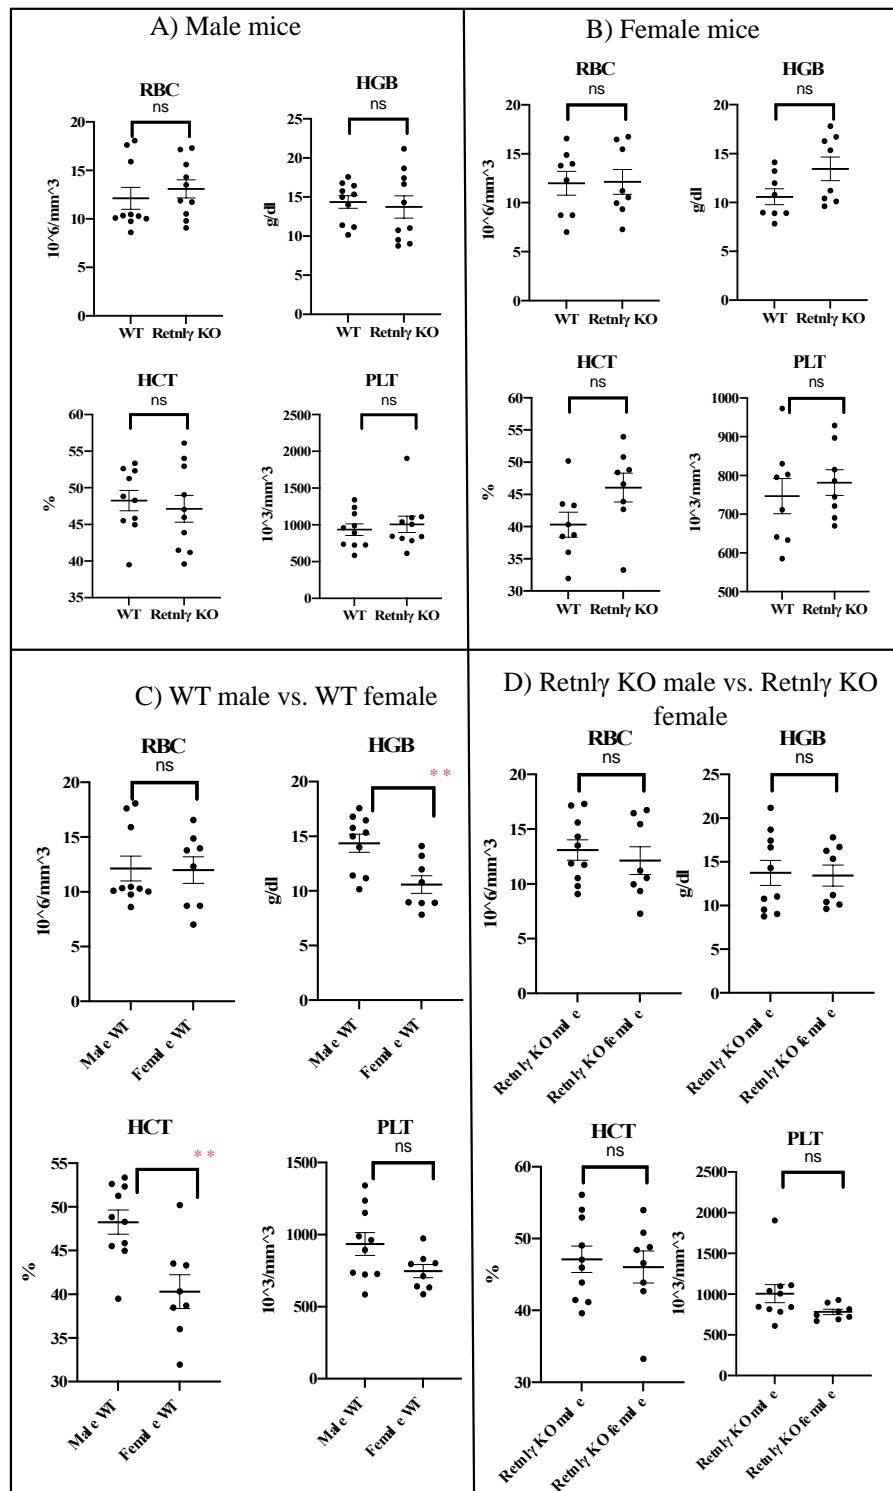 A) Male mice
RBC
ns
20
15
10
5
0
10^6/mm^3
WT Retnlγ KO
HGB
ns
25
20
15
10
5
0
g/dl
WT Retnlγ KO
HCT
ns
60
55
50
45
40
35
%
WT Retnlγ KO
PLT
ns
2500
2000
1500
1000
500
0
10^3/mm^3
WT Retnlγ KO
B) Female mice
RBC
ns
20
15
10
5
0
10^6/mm^3
WT Retnlγ KO
HGB
ns
20
15
10
5
0
g/dl
WT Retnlγ KO
HCT
ns
60
55
50
45
40
35
30
%
WT Retnlγ KO
PLT
ns
1000
900
800
700
600
500
10^3/mm^3
WT Retnlγ KO
C) WT male vs. WT female
RBC
ns
20
15
10
5
0
10^6/mm^3
Male WT
Female WT
HGB
**
20
15
10
5
0
g/dl
Male WT
Female WT
HCT
**
55
50
45
40
35
30
%
Male WT
Female WT
PLT
ns
1500
1000
500
0
10^3/mm^3
Male WT
Female WT
D) Retnlγ KO male vs. Retnlγ KO
female
RBC
ns
20
15
10
5
0
10^6/mm^3
Retnlγ KO male
Retnlγ KO female
HGB
ns
25
20
15
10
5
0
g/dl
Retnlγ KO male
Retnlγ KO female
HCT
ns
60
50
40
30
%
Retnlγ KO male
Retnlγ KO female
PLT
ns
2500
2000
1500
1000
500
0
10^3/mm^3
Retnlγ KO male
Retnlγ KO female